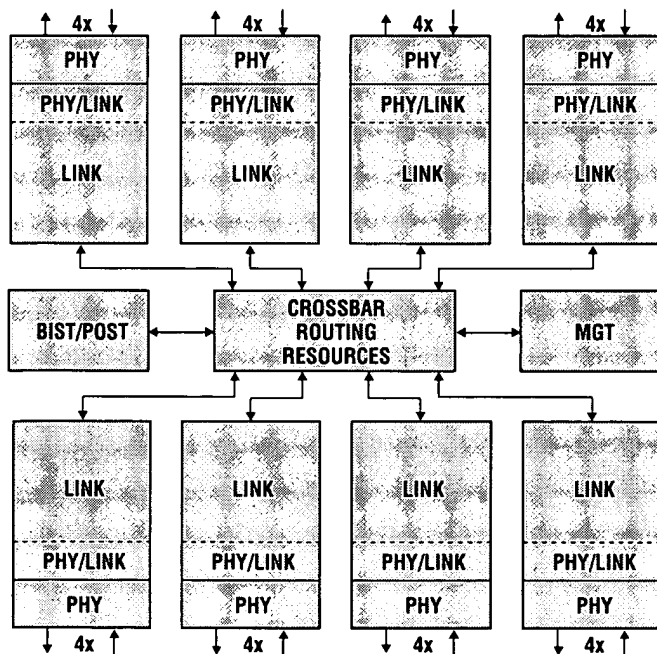 4x 4x 4x 4x
PHY PHY PHY PHY
PHY/LINK PHY/LINK PHY/LINK PHY/LINK
LINK LINK LINK LINK
BIST/POST
CROSSBAR
ROUTING
RESOURCES
MGT
LINK LINK LINK LINK
PHY/LINK PHY/LINK PHY/LINK PHY/LINK
PHY PHY PHY PHY
4x 4x 4x 4x